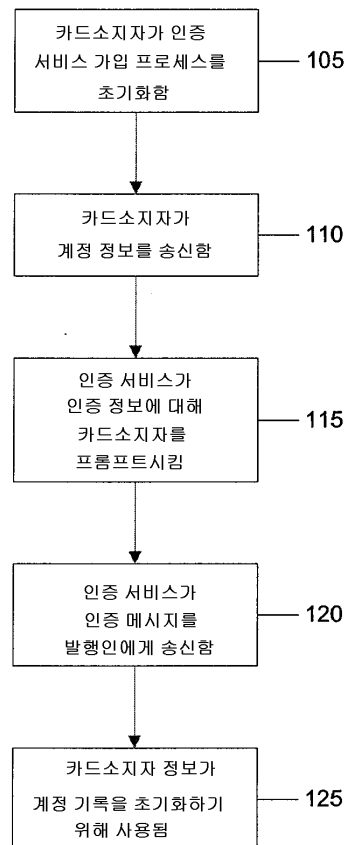 카드소지자가 인증
서비스 가입 프로세스를
초기화함
105
카드소지자가
계정 정보를 송신함
110
인증 서비스가
인증 정보에 대해
카드소지자를
프롬프트시킴
115
인증 서비스가
인증 메시지를
발행인에게 송신함
120
카드소지자 정보가
계정 기록을 초기화하기
위해 사용됨
125